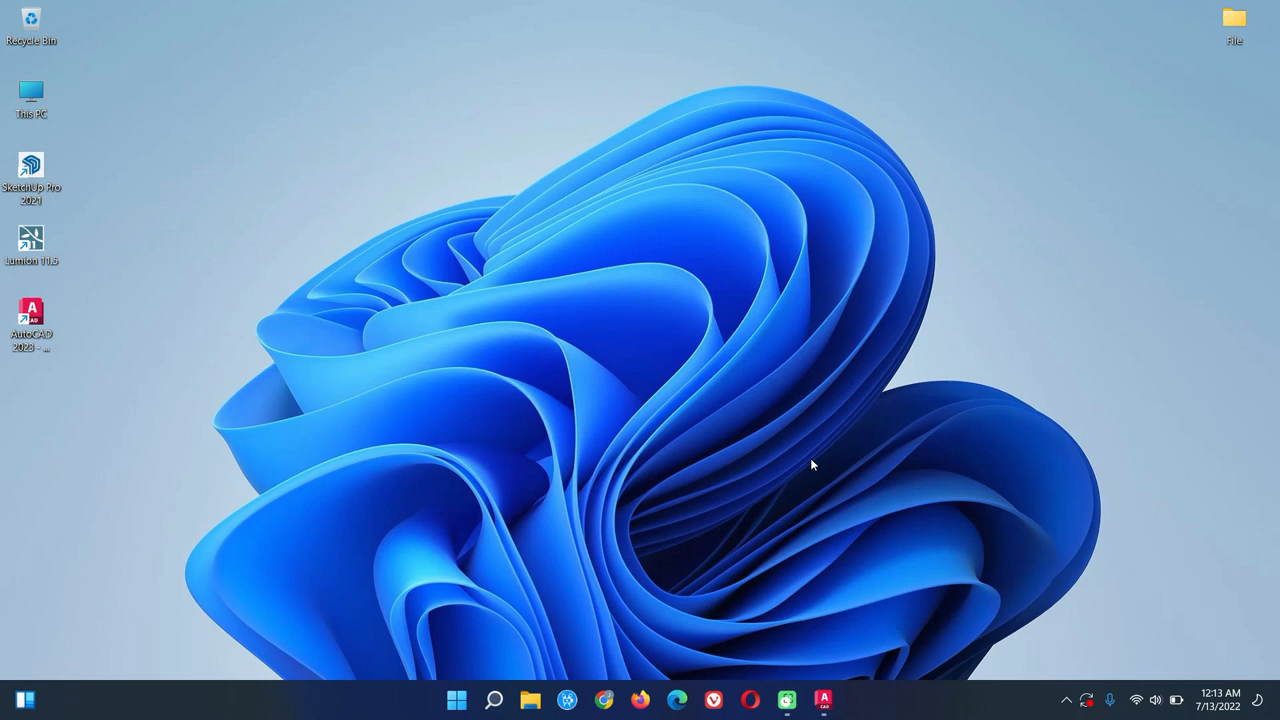 Recycle Bin
File
This PC
SketchUp Pro
2021
Lumion 11.5
AutoCAD
2023 - ...
12:13 AM
7/13/2022